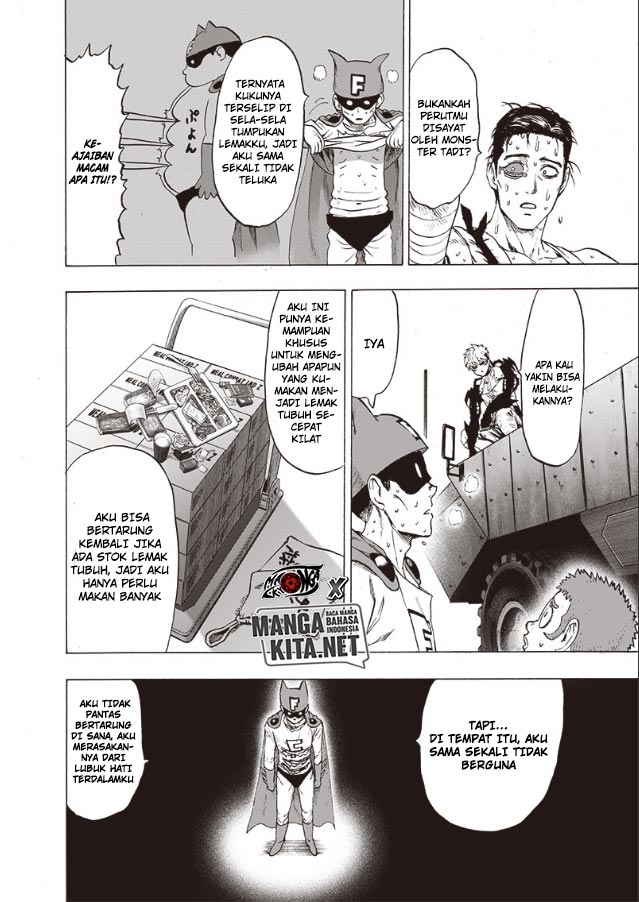 BUKANKAH
PERUTMU
DISAYAT
OLEH MONS-
TER TADI?
TERNYATA
KUKUNYA
TERSELIP DI
SELA-SELA
TUMPUKAN
LEMAKKU, JADI
AKU SAMA
SEKALI TIDAK
TELUKA
F
ぷよん
KE-
AJAIBAN
MACAM
APA ITU!?
APA KAU
YAKIN BISA
MELAKU-
KANNYA?
IYA
F
AKU INI
PUNYA KE-
MAMPUAN
KHUSUS
UNTUK MENG-
UBAH APAPUN
YANG KU-
MAKAN MEN-
JADI LEMAK
TUBUH SE-
CEPAT
KILAT
AKU BISA
BERTARUNG
KEMBALI JIKA
ADA STOK LEMAK
TUBUH, JADI AKU
HANYA PERLU
MAKAN BANYAK
X
MANGA
KITA.NET
BACA MANGA
BAHASA
INDONESIA
TAPI...
DI TEMPAT ITU, AKU
SAMA SEKALI TIDAK
BERGUNA
F
AKU TIDAK
PANTAS
BERTARUNG
DI SANA, AKU
MERASAKAN-
NYA DARI
LUBUK HATI
TERDALAMKU